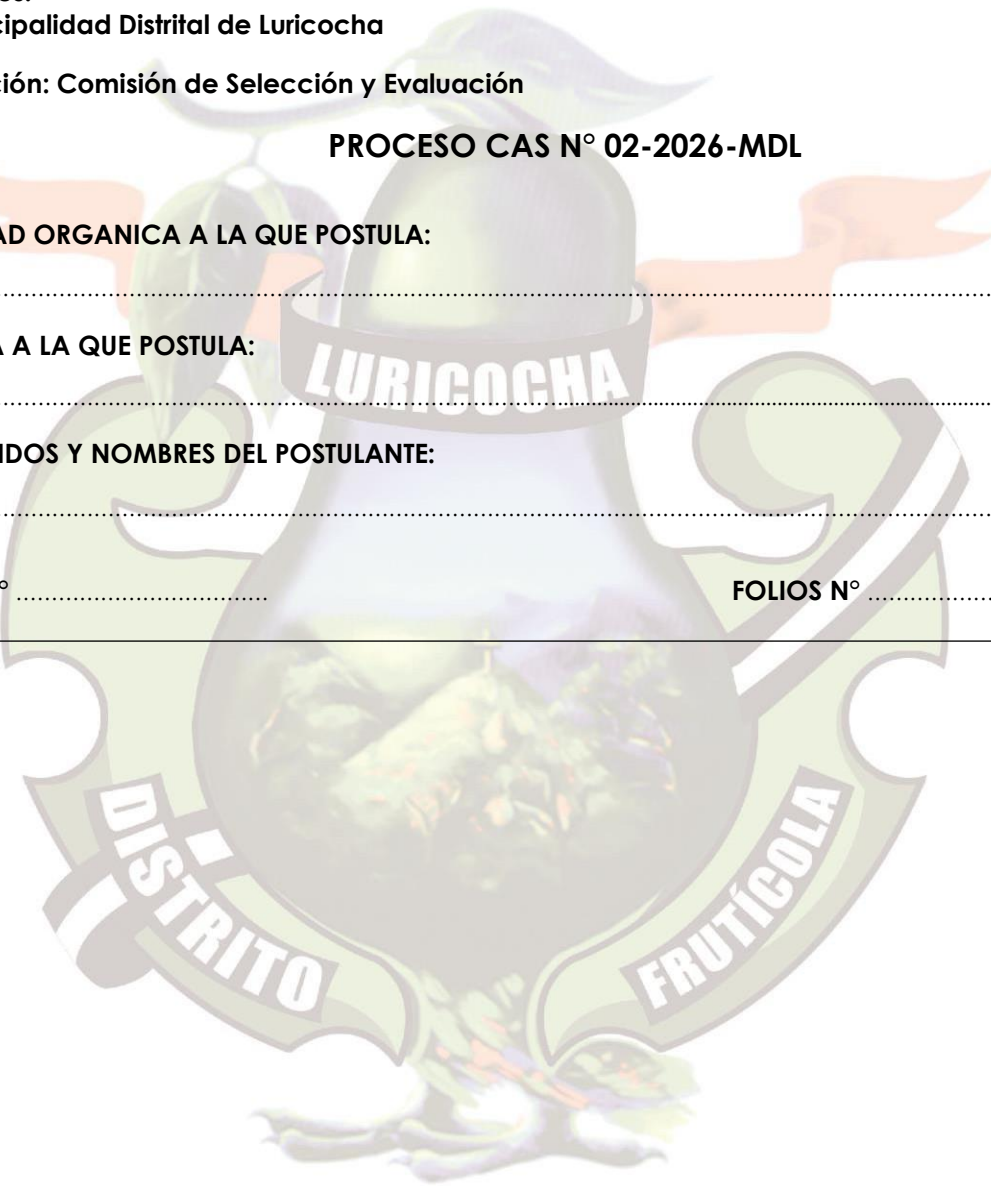 cipalidad Distrital de Luricocha
ción: Comisión de Selección y Evaluación
PROCESO CAS N° 02-2026-MDL
AD ORGANICA A LA QUE POSTULA:
A A LA QUE POSTULA:
LURICOCHA
IDOS Y NOMBRES DEL POSTULANTE:
° ................................. FOLIOS N° ................
DISTRITO
FRUTÍCOLA